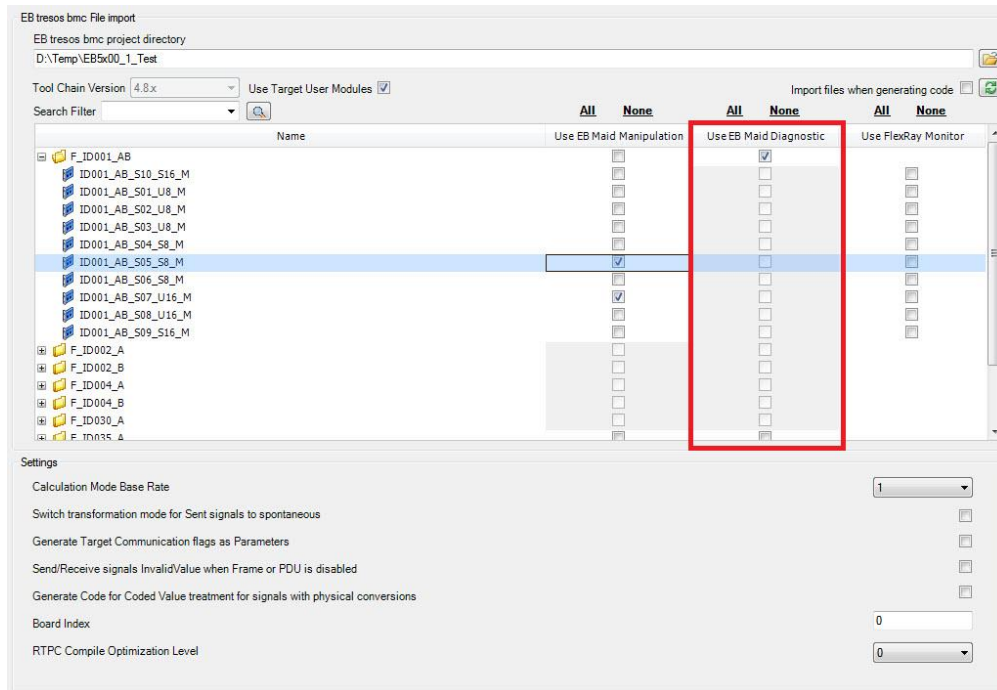 EB tresos bmc File import
EB tresos bmc project directory
D:\Temp\EB5x00_1_Test
Tool Chain Version 4.8.x Use Target User Modules Import files when generating code
Search Filter All None All None All None
Name Use EB Maid Manipulation Use EB Maid Diagnostic Use FlexRay Monitor
F_ID001_AB
ID001_AB_S10_S16_M
ID001_AB_S01_U8_M
ID001_AB_S02_U8_M
ID001_AB_S03_U8_M
ID001_AB_S04_S8_M
ID001_AB_S05_S8_M
ID001_AB_S06_S8_M
ID001_AB_S07_U16_M
ID001_AB_S08_U16_M
ID001_AB_S09_S16_M
F_ID002_A
F_ID002_B
F_ID004_A
F_ID004_B
F_ID030_A
F_ID035_A
Settings
Calculation Mode Base Rate 1
Switch transformation mode for Sent signals to spontaneous
Generate Target Communication flags as Parameters
Send/Receive signals InvalidValue when Frame or PDU is disabled
Generate Code for Coded Value treatment for signals with physical conversions
Board Index 0
RTPC Compile Optimization Level 0